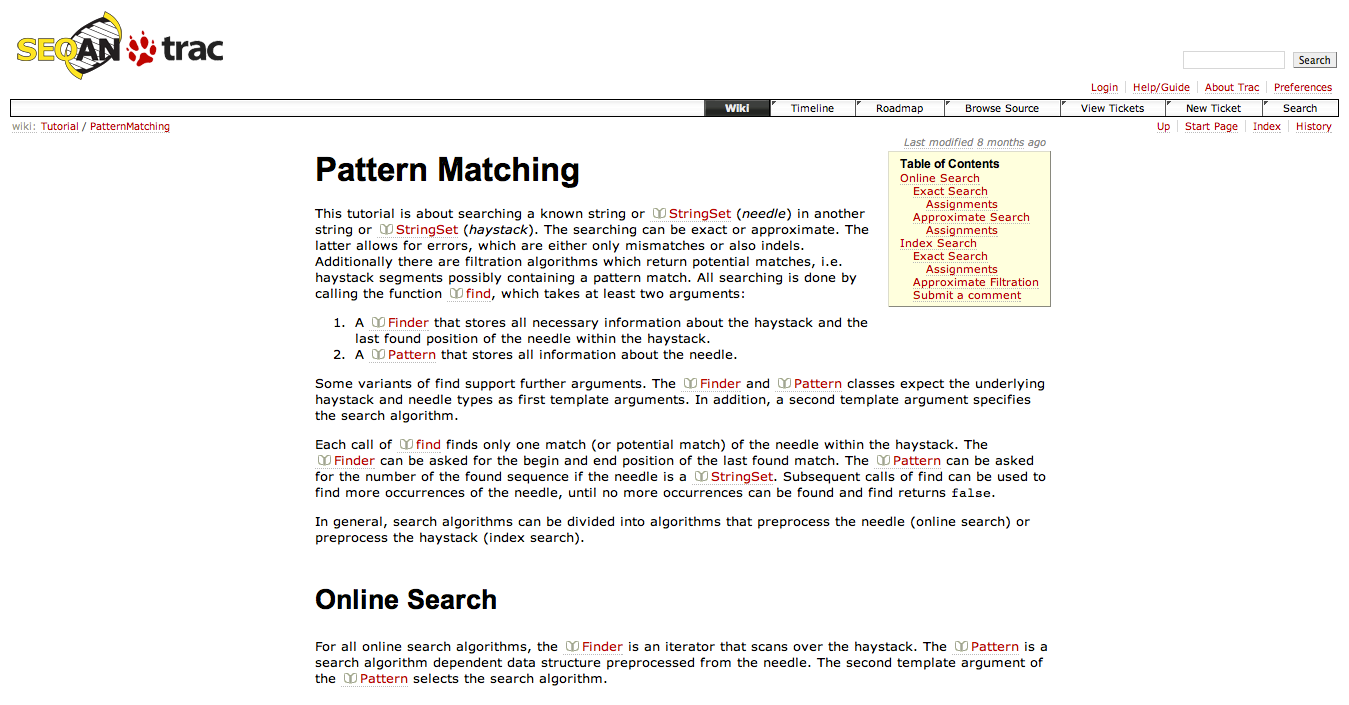 SEQAN trac
Search
Login Help/Guide About Trac Preferences
Wiki Timeline Roadmap Browse Source View Tickets New Ticket Search
wiki: Tutorial / PatternMatching
Up Start Page Index History
Last modified 8 months ago
Pattern Matching
This tutorial is about searching a known string or StringSet (needle) in another
string or StringSet (haystack). The searching can be exact or approximate. The
latter allows for errors, which are either only mismatches or also indels.
Additionally there are filtration algorithms which return potential matches, i.e.
haystack segments possibly containing a pattern match. All searching is done by
calling the function find, which takes at least two arguments:
Table of Contents
Online Search
Exact Search
Assignments
Approximate Search
Assignments
Index Search
Exact Search
Assignments
Approximate Filtration
Submit a comment
1. A Finder that stores all necessary information about the haystack and the
last found position of the needle within the haystack.
2. A Pattern that stores all information about the needle.
Some variants of find support further arguments. The Finder and Pattern classes expect the underlying
haystack and needle types as first template arguments. In addition, a second template argument specifies
the search algorithm.
Each call of find finds only one match (or potential match) of the needle within the haystack. The
Finder can be asked for the begin and end position of the last found match. The Pattern can be asked
for the number of the found sequence if the needle is a StringSet. Subsequent calls of find can be used to
find more occurrences of the needle, until no more occurrences can be found and find returns false.
In general, search algorithms can be divided into algorithms that preprocess the needle (online search) or
preprocess the haystack (index search).
Online Search
For all online search algorithms, the Finder is an iterator that scans over the haystack. The Pattern is a
search algorithm dependent data structure preprocessed from the needle. The second template argument of
the Pattern selects the search algorithm.